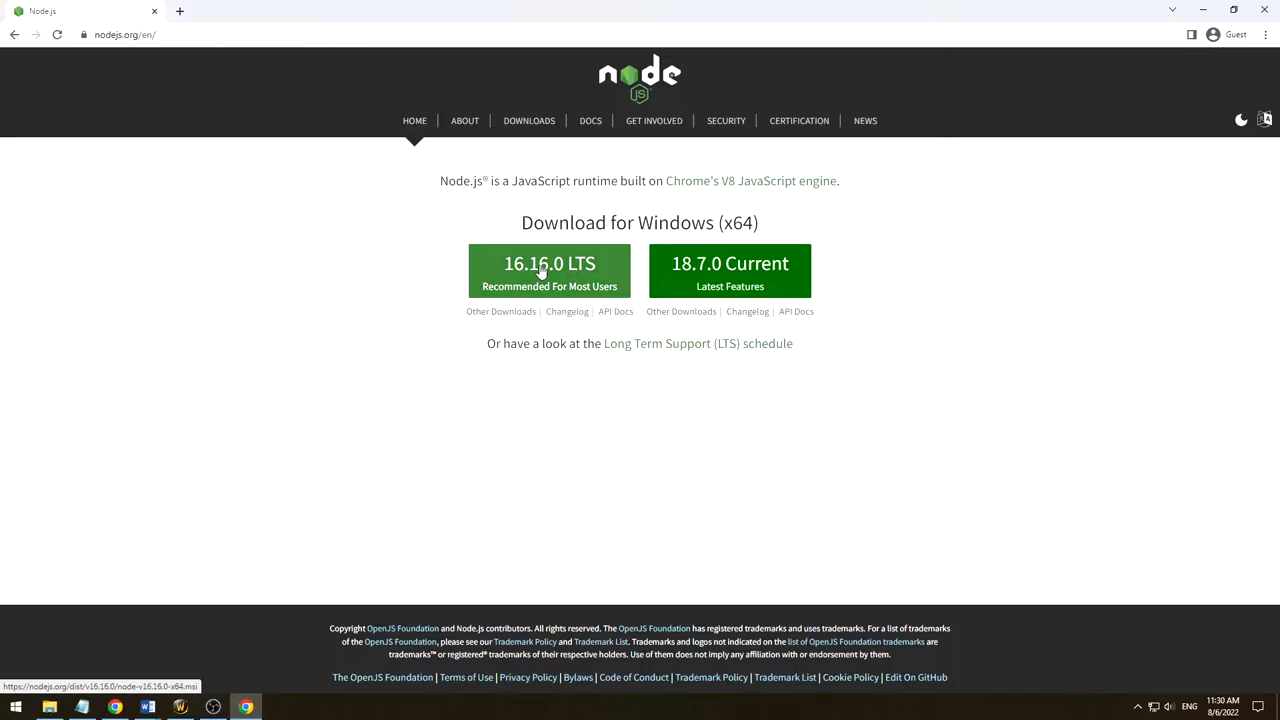 Node.js
nodejs.org/en/
Guest
node
JS
HOME | ABOUT | DOWNLOADS | DOCS | GET INVOLVED | SECURITY | CERTIFICATION | NEWS
Node.js® is a JavaScript runtime built on Chrome's V8 JavaScript engine.
Download for Windows (x64)
16.16.0 LTS
Recommended For Most Users
18.7.0 Current
Latest Features
Other Downloads | Changelog | API Docs
Other Downloads | Changelog | API Docs
Or have a look at the Long Term Support (LTS) schedule
Copyright OpenJS Foundation and Node.js contributors. All rights reserved. The OpenJS Foundation has registered trademarks and uses trademarks. For a list of trademarks
of the OpenJS Foundation, please see our Trademark Policy and Trademark List. Trademarks and logos not indicated on the list of OpenJS Foundation trademarks are
trademarks™ or registered® trademarks of their respective holders. Use of them does not imply any affiliation with or endorsement by them.
The OpenJS Foundation | Terms of Use | Privacy Policy | Bylaws | Code of Conduct | Trademark Policy | Trademark List | Cookie Policy | Edit On GitHub
https://nodejs.org/dist/v16.16.0/node-v16.16.0-x64.msi
ENG
11:30 AM
8/6/2022